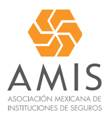 AMIS
ASOCIACIÓN MEXICANA DE
INSTITUCIONES DE SEGUROS